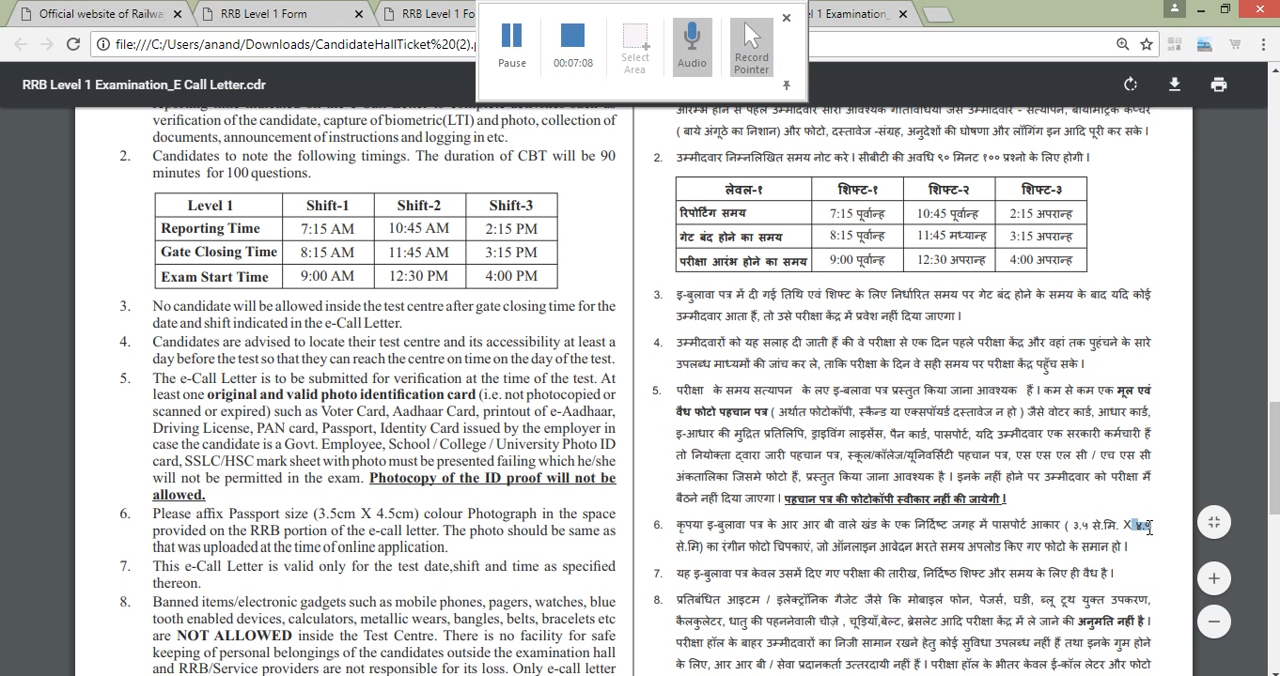 Official website of Railwa
RRB Level 1 Form
RRB Level 1 Fo
l 1 Examination_
file:///C:/Users/anand/Downloads/CandidateHallTicket%20(2).p
Pause
00:07:08
Select Area
Audio
Record Pointer
RRB Level 1 Examination_E Call Letter.cdr
verification of the candidate, capture of biometric(LTI) and photo, collection of
documents, announcement of instructions and logging in etc.
2. Candidates to note the following timings. The duration of CBT will be 90
minutes for 100 questions.
Level 1 Shift-1 Shift-2 Shift-3
Reporting Time 7:15 AM 10:45 AM 2:15 PM
Gate Closing Time 8:15 AM 11:45 AM 3:15 PM
Exam Start Time 9:00 AM 12:30 PM 4:00 PM
3. No candidate will be allowed inside the test centre after gate closing time for the
date and shift indicated in the e-Call Letter.
4. Candidates are advised to locate their test centre and its accessibility at least a
day before the test so that they can reach the centre on time on the day of the test.
5. The e-Call Letter is to be submitted for verification at the time of the test. At
least one original and valid photo identification card (i.e. not photocopied or
scanned or expired) such as Voter Card, Aadhaar Card, printout of e-Aadhaar,
Driving License, PAN card, Passport, Identity Card issued by the employer in
case the candidate is a Govt. Employee, School / College / University Photo ID
card, SSLC/HSC mark sheet with photo must be presented failing which he/she
will not be permitted in the exam. Photocopy of the ID proof will not be
allowed.
6. Please affix Passport size (3.5cm X 4.5cm) colour Photograph in the space
provided on the RRB portion of the e-call letter. The photo should be same as
that was uploaded at the time of online application.
7. This e-Call Letter is valid only for the test date,shift and time as specified
thereon.
8. Banned items/electronic gadgets such as mobile phones, pagers, watches, blue
tooth enabled devices, calculators, metallic wears, bangles, belts, bracelets etc
are NOT ALLOWED inside the Test Centre. There is no facility for safe
keeping of personal belongings of the candidates outside the examination hall
and RRB/Service providers are not responsible for its loss. Only e-call letter
( बाये अंगूठे का निशान) और फोटो, दस्तावेज -संग्रह, अनुदेशों की घोषणा और लॉगिंग इन आदि पूरी कर सके ।
2. उम्मीदवार निम्नलिखित समय नोट करे । सीबीटी की अवधि ९० मिनट १०० प्रश्नो के लिए होगी ।
लेवल-१ शिफ्ट-१ शिफ्ट-२ शिफ्ट-३
रिपोर्टिंग समय 7:15 पूर्वान्ह 10:45 पूर्वान्ह 2:15 अपरान्ह
गेट बंद होने का समय 8:15 पूर्वान्ह 11:45 मध्यान्ह 3:15 अपरान्ह
परीक्षा आरंभ होने का समय 9:00 पूर्वान्ह 12:30 अपरान्ह 4:00 अपरान्ह
3. इ-बुलावा पत्र में दी गई तिथि एवं शिफ्ट के लिए निर्धारित समय पर गेट बंद होने के समय के बाद यदि कोई
उम्मीदवार आता हैं, तो उसे परीक्षा केंद्र में प्रवेश नहीं दिया जाएगा ।
4. उम्मीदवारों को यह सलाह दी जाती हैं की वे परीक्षा से एक दिन पहले परीक्षा केंद्र और वहां तक पुहंचने के सारे
उपलब्ध माध्यमों की जांच कर ले, ताकि परीक्षा के दिन वे सही समय पर परीक्षा केंद्र पहुँच सके ।
5. परीक्षा के समय सत्यापन के लए इ-बलावा पत्र प्रस्तुत किया जाना आवश्यक हैं । कम से कम एक मूल एवं
वैध फोटो पहचान पत्र ( अर्थात फोटोकॉपी, स्कैन्ड या एक्सपॉयर्ड दस्तावेज न हो ) जैसे वोटर कार्ड, आधार कार्ड,
इ-आधार की मुद्रित प्रतिलिपि, ड्राइविंग लाइसेंस, पैन कार्ड, पासपोर्ट, यदि उम्मीदवार एक सरकारी कर्मचारी हैं
तो नियोक्ता द्वारा जारी पहचान पत्र, स्कूल/कॉलेज/यूनिवर्सिटी पहचान पत्र, एस एस एल सी / एच एस सी
अंकतालिका जिसमे फोटो हैं, प्रस्तुत किया जाना आवश्यक है । इनके नहीं होने पर उम्मीदवार को परीक्षा मैं
बैठने नहीं दिया जाएगा । पहचान पत्र की फोटोकॉपी स्वीकार नहीं की जायेगी ।
6. कृपया इ-बुलावा पत्र के आर आर बी वाले खंड के एक निर्दिष्ट जगह में पासपोर्ट आकार ( ३.५ से.मि. X ४.५
से.मि) का रंगीन फोटो चिपकाएं, जो ऑनलाइन आवेदन भरते समय अपलोड किए गए फोटो के समान हो ।
7. यह इ-बुलावा पत्र केवल उसमें दिए गए परीक्षा की तारीख, निर्दिष्ठ शिफ्ट और समय के लिए ही वैध है ।
8. प्रतिबंधित आइटम / इलेक्ट्रॉनिक गैजेट जैसे कि मोबाइल फोन, पेजर्स, घडी, ब्लू टूथ युक्त उपकरण,
कैलकुलेटर, धातु की पहननेवाली चीज़े , चूड़ियाँ,बेल्ट, ब्रेसलेट आदि परीक्षा केंद्र में ले जाने की अनुमति नहीं है ।
परीक्षा हॉल के बाहर उम्मीदवारों का निजी सामान रखने हेतु कोई सुविधा उपलब्ध नहीं हैं तथा इनके गुम होने
के लिए, आर आर बी / सेवा प्रदानकर्ता उत्तरदायी नहीं हैं । परीक्षा हॉल के भीतर केवल ई-कॉल लेटर और फोटो